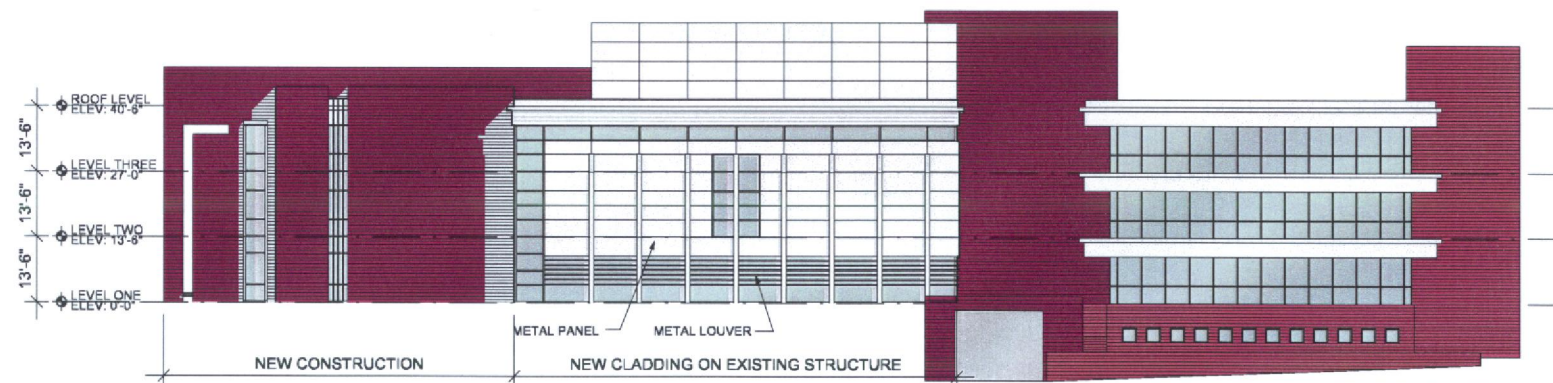 ROOF LEVEL
ELEV: 40'-6"
13'-6"
LEVEL THREE
ELEV: 27'-0"
13'-6"
LEVEL TWO
ELEV: 13'-6"
13'-6"
LEVEL ONE
ELEV: 0'-0"
METAL PANEL
METAL LOUVER
NEW CONSTRUCTION
NEW CLADDING ON EXISTING STRUCTURE